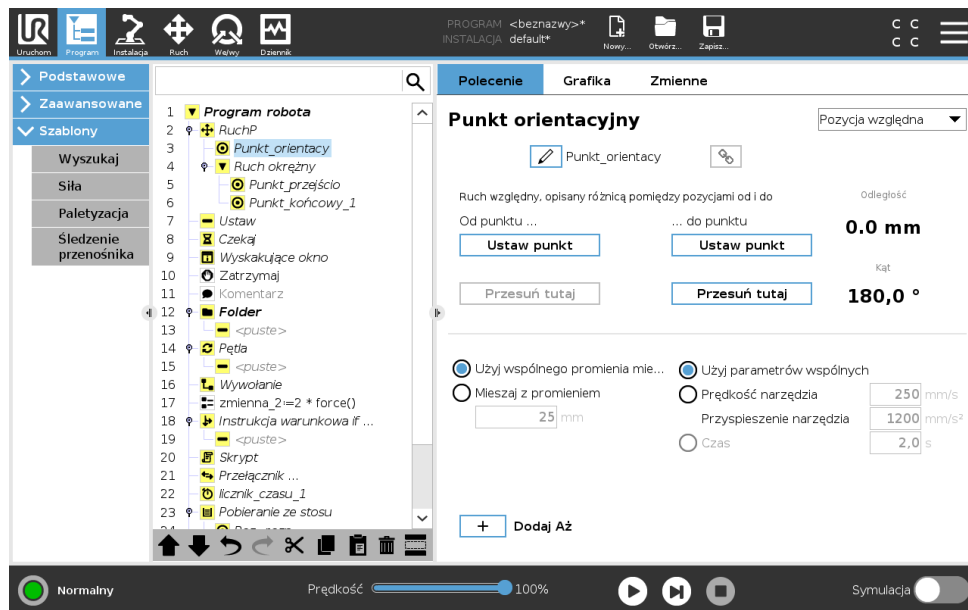 PROGRAM <beznazwy>*
INSTALACJA default*
Uruchom Program Instalacja Ruch We/wy Dziennik Nowy... Otwórz... Zapisz...
C C
C C
Podstawowe
Zaawansowane
Szablony
Wyszukaj
Siła
Paletyzacja
Śledzenie
przenośnika
1 Program robota
2 RuchP
3 Punkt_orientacy
4 Ruch okrężny
5 Punkt_przejścio
6 Punkt_końcowy_1
7 Ustaw
8 Czekaj
9 Wyskakujące okno
10 Zatrzymaj
11 Komentarz
12 Folder
13 <puste>
14 Pętla
15 <puste>
16 Wywołanie
17 zmienna_2≔2 * force()
18 Instrukcja warunkowa if ...
19 <puste>
20 Skrypt
21 Przełącznik ...
22 licznik_czasu_1
23 Pobieranie ze stosu
Polecenie Grafika Zmienne
Punkt orientacyjny
Pozycja względna
Punkt_orientacy
Ruch względny, opisany różnicą pomiędzy pozycjami od i do
Od punktu ... ... do punktu
Ustaw punkt Ustaw punkt
Przesuń tutaj Przesuń tutaj
Odległość
0.0 mm
Kąt
180,0 °
Użyj wspólnego promienia mie...
Mieszaj z promieniem
25 mm
Użyj parametrów wspólnych
Prędkość narzędzia 250 mm/s
Przyspieszenie narzędzia 1200 mm/s²
Czas 2,0 s
+ Dodaj Aż
Normalny
Prędkość 100%
Symulacja